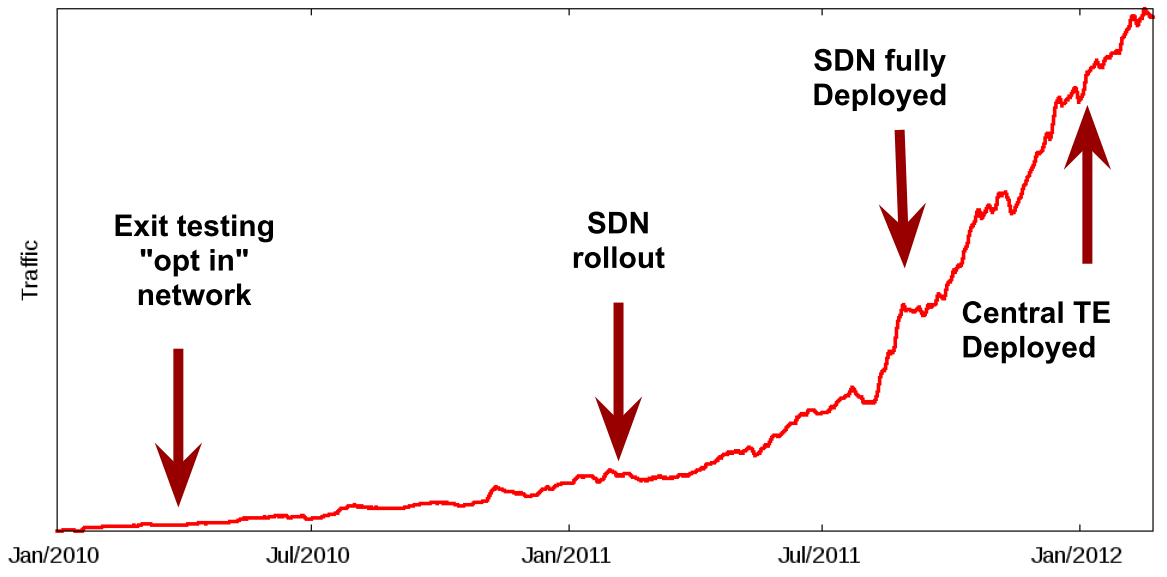 SDN fully
Deployed
Exit testing
"opt in"
network
SDN
rollout
Central TE
Deployed
Traffic
Jan/2010
Jul/2010
Jan/2011
Jul/2011
Jan/2012